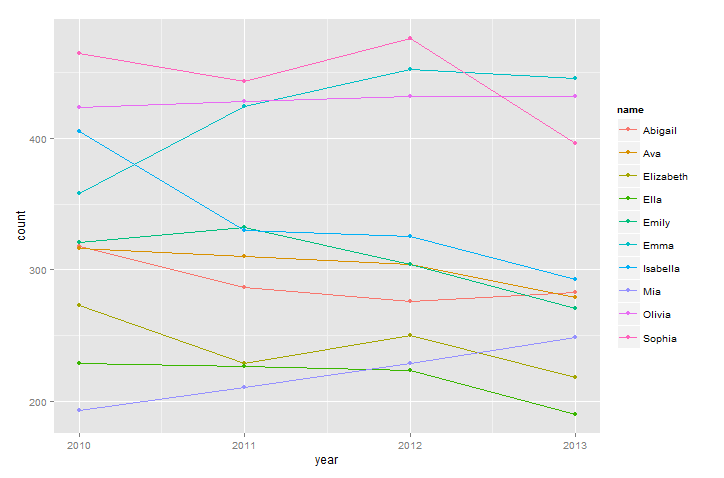 count
400
300
200
2010 2011 2012 2013
year
name
Abigail
Ava
Elizabeth
Ella
Emily
Emma
Isabella
Mia
Olivia
Sophia